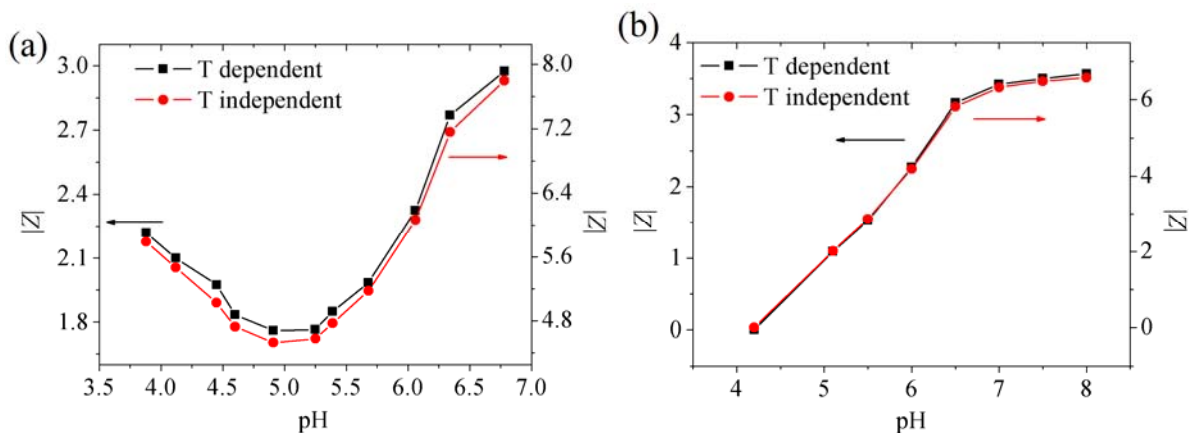 (a)
3.0
2.7
2.4
2.1
1.8
|Z|
T dependent
T independent
8.0
7.2
6.4
5.6
4.8
|Z|
3.5 4.0 4.5 5.0 5.5 6.0 6.5 7.0
pH
(b)
4
3
2
1
0
|Z|
T dependent
T independent
6
4
2
0
|Z|
4 5 6 7 8
pH